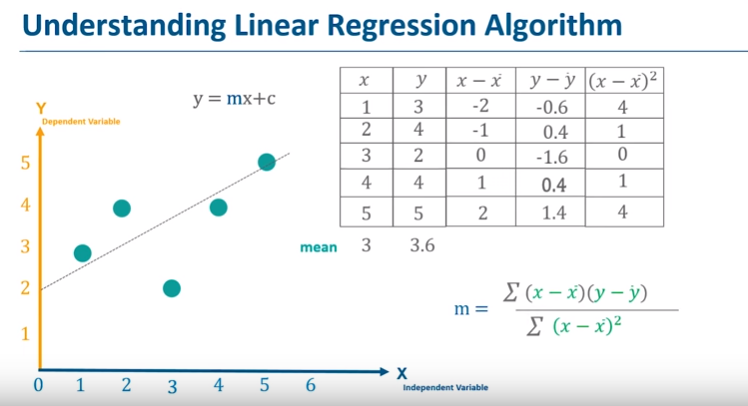 Understanding Linear Regression Algorithm
y = mx+c
Y
Dependent Variable
5
4
3
2
1
0 1 2 3 4 5 6
X
Independent Variable
x y x − ẋ y − ẏ (x − ẋ)²
1 3 -2 -0.6 4
2 4 -1 0.4 1
3 2 0 -1.6 0
4 4 1 0.4 1
5 5 2 1.4 4
mean 3 3.6
m = Σ (x − ẋ)(y − ẏ)
Σ (x − ẋ)²